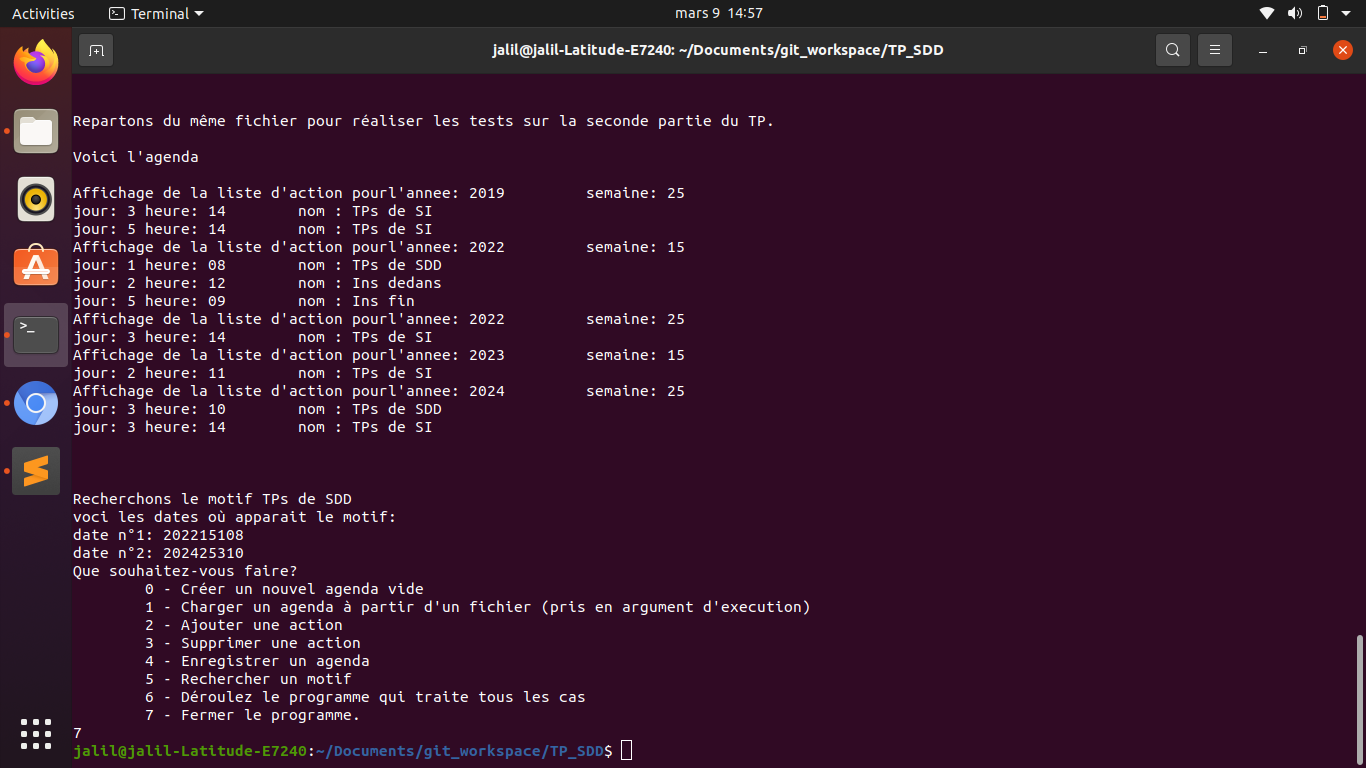 Activities Terminal mars 9 14:57
jalil@jalil-Latitude-E7240: ~/Documents/git_workspace/TP_SDD
Repartons du même fichier pour réaliser les tests sur la seconde partie du TP.
Voici l'agenda
Affichage de la liste d'action pourl'annee: 2019 semaine: 25
jour: 3 heure: 14 nom : TPs de SI
jour: 5 heure: 14 nom : TPs de SI
Affichage de la liste d'action pourl'annee: 2022 semaine: 15
jour: 1 heure: 08 nom : TPs de SDD
jour: 2 heure: 12 nom : Ins dedans
jour: 5 heure: 09 nom : Ins fin
Affichage de la liste d'action pourl'annee: 2022 semaine: 25
jour: 3 heure: 14 nom : TPs de SI
Affichage de la liste d'action pourl'annee: 2023 semaine: 15
jour: 2 heure: 11 nom : TPs de SI
Affichage de la liste d'action pourl'annee: 2024 semaine: 25
jour: 3 heure: 10 nom : TPs de SDD
jour: 3 heure: 14 nom : TPs de SI
Recherchons le motif TPs de SDD
voci les dates où apparait le motif:
date n°1: 202215108
date n°2: 202425310
Que souhaitez-vous faire?
0 - Créer un nouvel agenda vide
1 - Charger un agenda à partir d'un fichier (pris en argument d'execution)
2 - Ajouter une action
3 - Supprimer une action
4 - Enregistrer un agenda
5 - Rechercher un motif
6 - Déroulez le programme qui traite tous les cas
7 - Fermer le programme.
7
jalil@jalil-Latitude-E7240:~/Documents/git_workspace/TP_SDD$